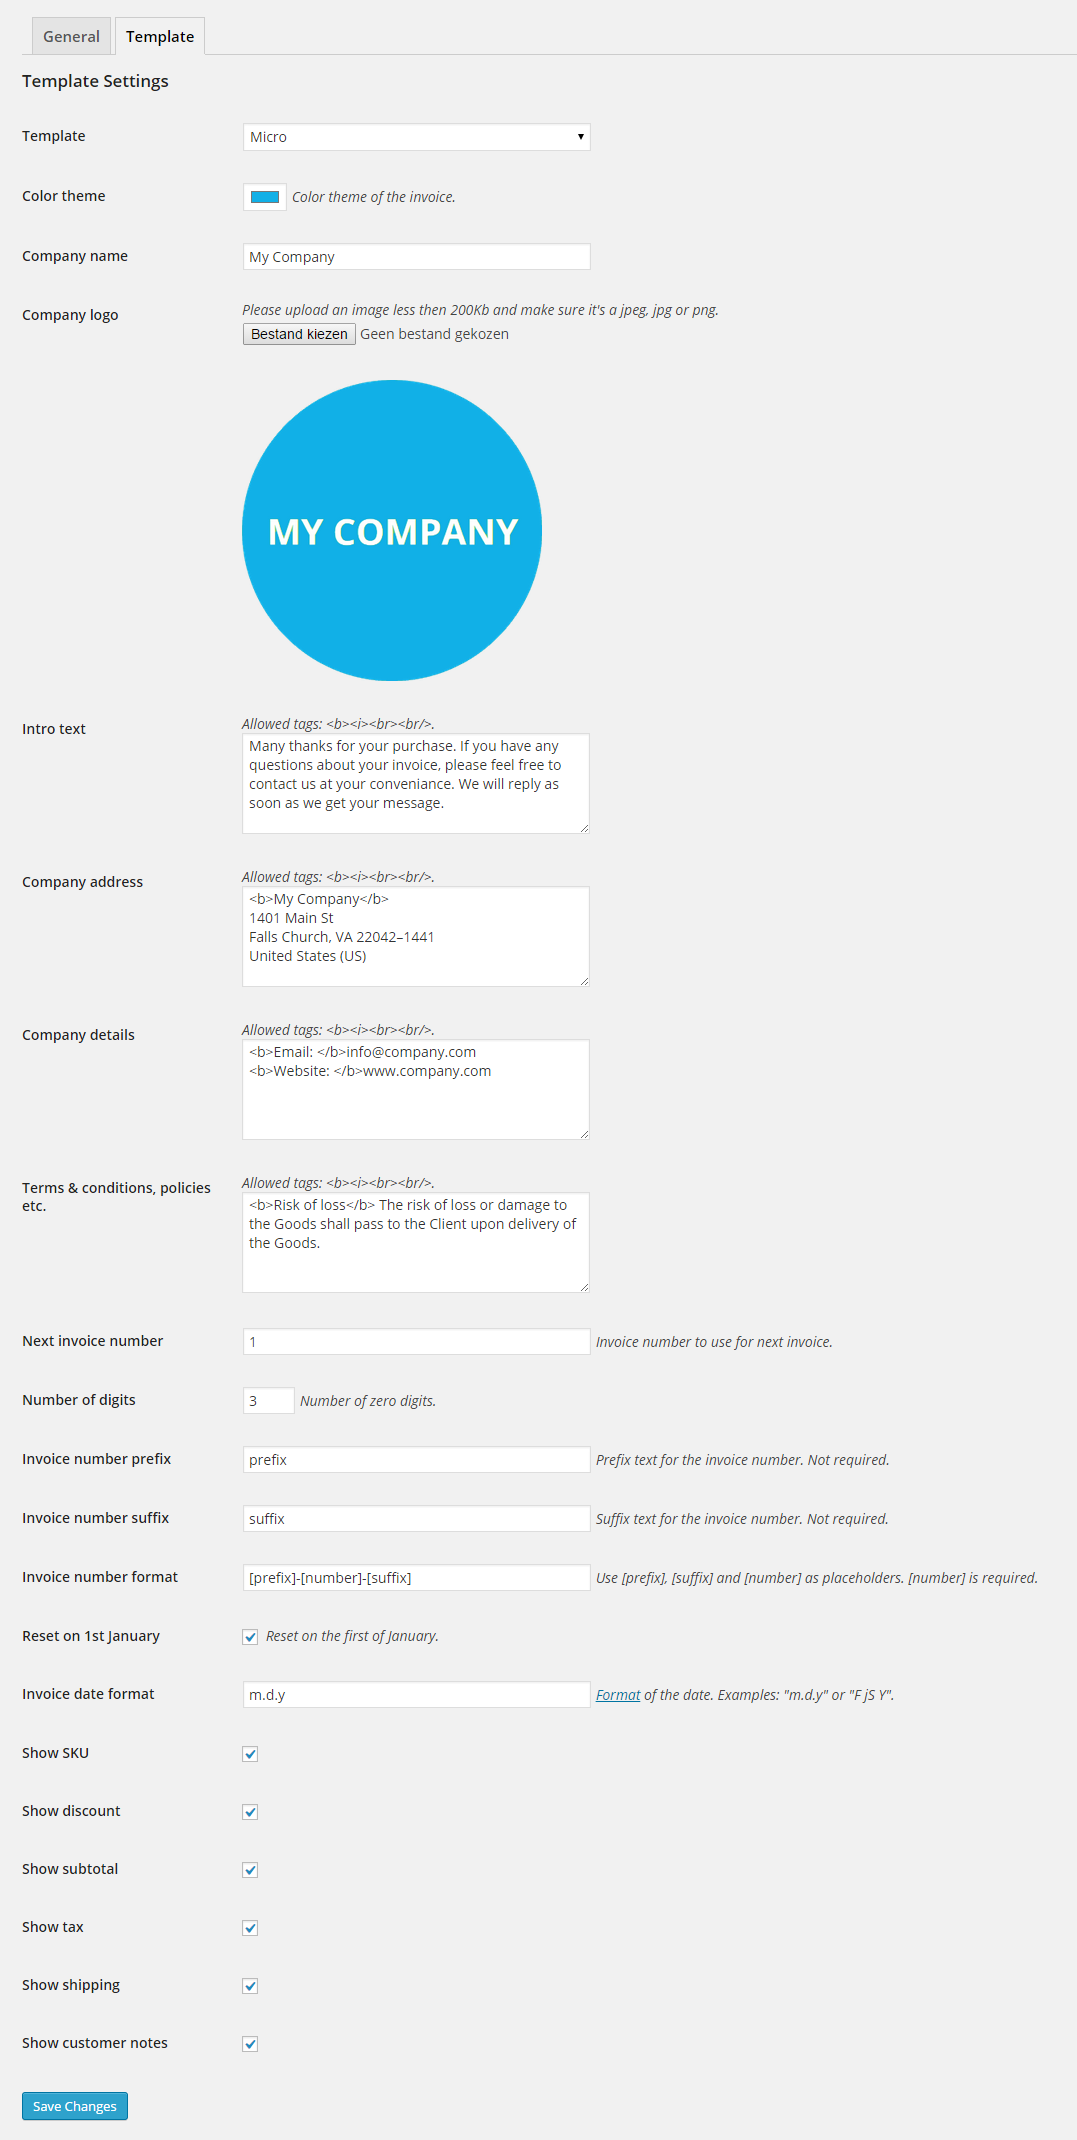 General
Template
Template Settings
Template
Micro
Color theme
Color theme of the invoice.
Company name
My Company
Company logo
Please upload an image less then 200Kb and make sure it's a jpeg, jpg or png.
Bestand kiezen Geen bestand gekozen
MY COMPANY
Intro text
Allowed tags: <b><i><br><br/>.
Many thanks for your purchase. If you have any
questions about your invoice, please feel free to
contact us at your conveniance. We will reply as
soon as we get your message.
Company address
Allowed tags: <b><i><br><br/>.
<b>My Company</b>
1401 Main St
Falls Church, VA 22042–1441
United States (US)
Company details
Allowed tags: <b><i><br><br/>.
<b>Email: </b>info@company.com
<b>Website: </b>www.company.com
Terms & conditions, policies
etc.
Allowed tags: <b><i><br><br/>.
<b>Risk of loss</b> The risk of loss or damage to
the Goods shall pass to the Client upon delivery of
the Goods.
Next invoice number
1
Invoice number to use for next invoice.
Number of digits
3
Number of zero digits.
Invoice number prefix
prefix
Prefix text for the invoice number. Not required.
Invoice number suffix
suffix
Suffix text for the invoice number. Not required.
Invoice number format
[prefix]-[number]-[suffix]
Use [prefix], [suffix] and [number] as placeholders. [number] is required.
Reset on 1st January
Reset on the first of January.
Invoice date format
m.d.y
Format of the date. Examples: "m.d.y" or "F jS Y".
Show SKU
Show discount
Show subtotal
Show tax
Show shipping
Show customer notes
Save Changes